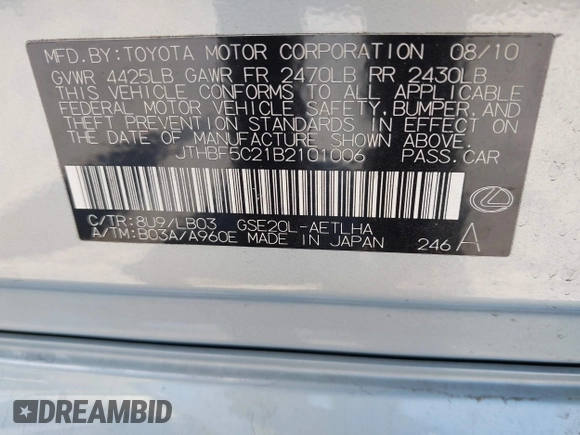 MFD. BY: TOYOTA MOTOR CORPORATION 08/10
GVWR 4425LB GAWR FR 2470LB RR 2430LB
THIS VEHICLE CONFORMS TO ALL APPLICABLE
FEDERAL MOTOR VEHICLE SAFETY, BUMPER, AND
THEFT PREVENTION STANDARDS IN EFFECT ON
THE DATE OF MANUFACTURE SHOWN ABOVE.
JTHBF5C21B2101006 PASS. CAR
C/TR: 8U9/LB03 GSE20L-AETLHA
A/TM: B03A/A960E MADE IN JAPAN 246 A
DREAMBID